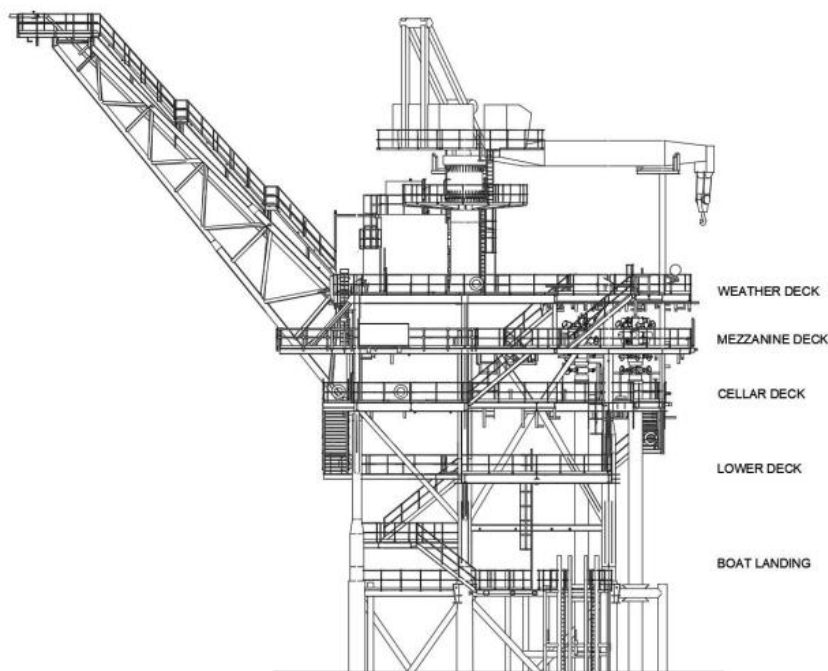 WEATHER DECK
MEZZANINE DECK
CELLAR DECK
LOWER DECK
BOAT LANDING